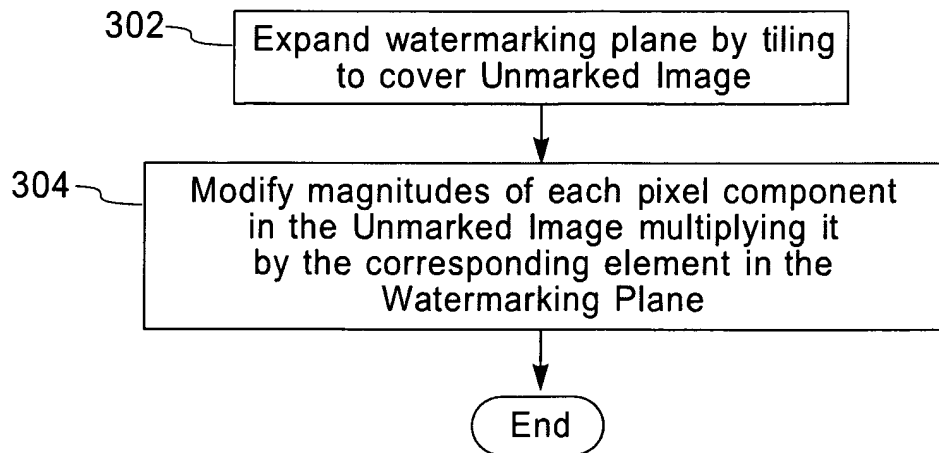 302
Expand watermarking plane by tiling
to cover Unmarked Image
304
Modify magnitudes of each pixel component
in the Unmarked Image multiplying it
by the corresponding element in the
Watermarking Plane
End